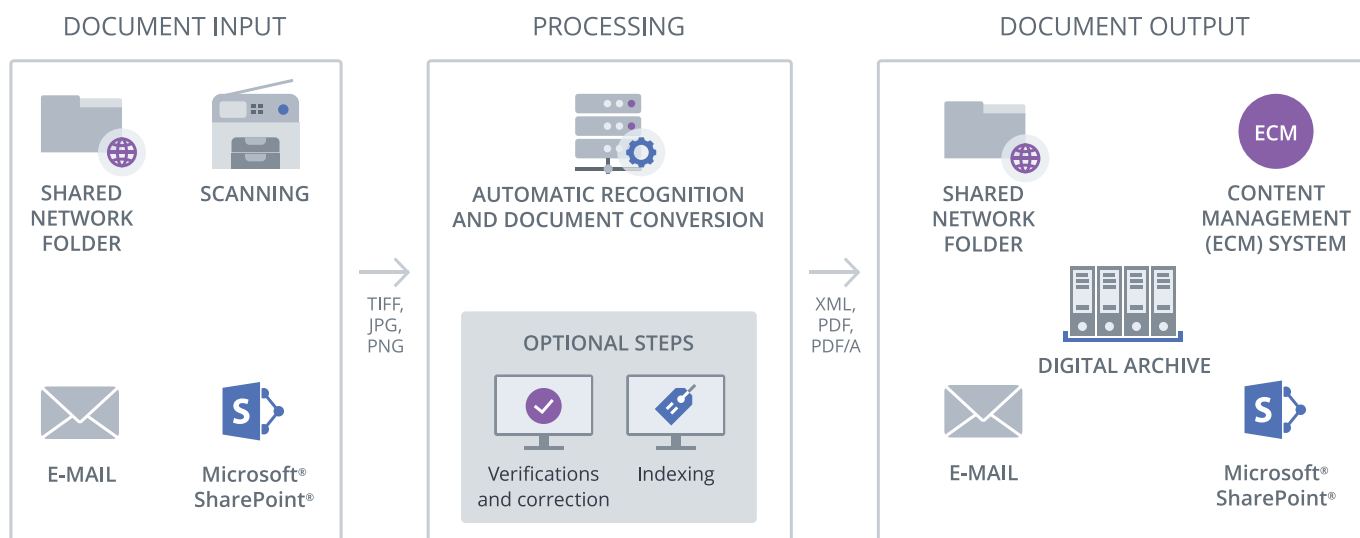 DOCUMENT INPUT
SHARED
NETWORK
FOLDER
SCANNING
E-MAIL
S
Microsoft®
SharePoint®
TIFF,
JPG,
PNG
PROCESSING
AUTOMATIC RECOGNITION
AND DOCUMENT CONVERSION
OPTIONAL STEPS
Verifications
and correction
Indexing
XML,
PDF,
PDF/A
DOCUMENT OUTPUT
SHARED
NETWORK
FOLDER
ECM
CONTENT
MANAGEMENT
(ECM) SYSTEM
DIGITAL ARCHIVE
E-MAIL
S
Microsoft®
SharePoint®